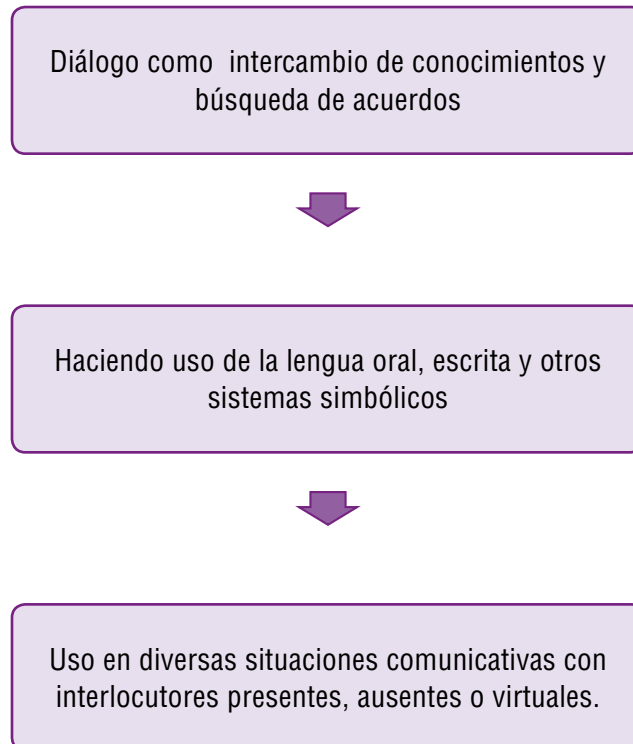 Diálogo como  intercambio de conocimientos y
búsqueda de acuerdos
Haciendo uso de la lengua oral, escrita y otros
sistemas simbólicos
Uso en diversas situaciones comunicativas con
interlocutores presentes, ausentes o virtuales.